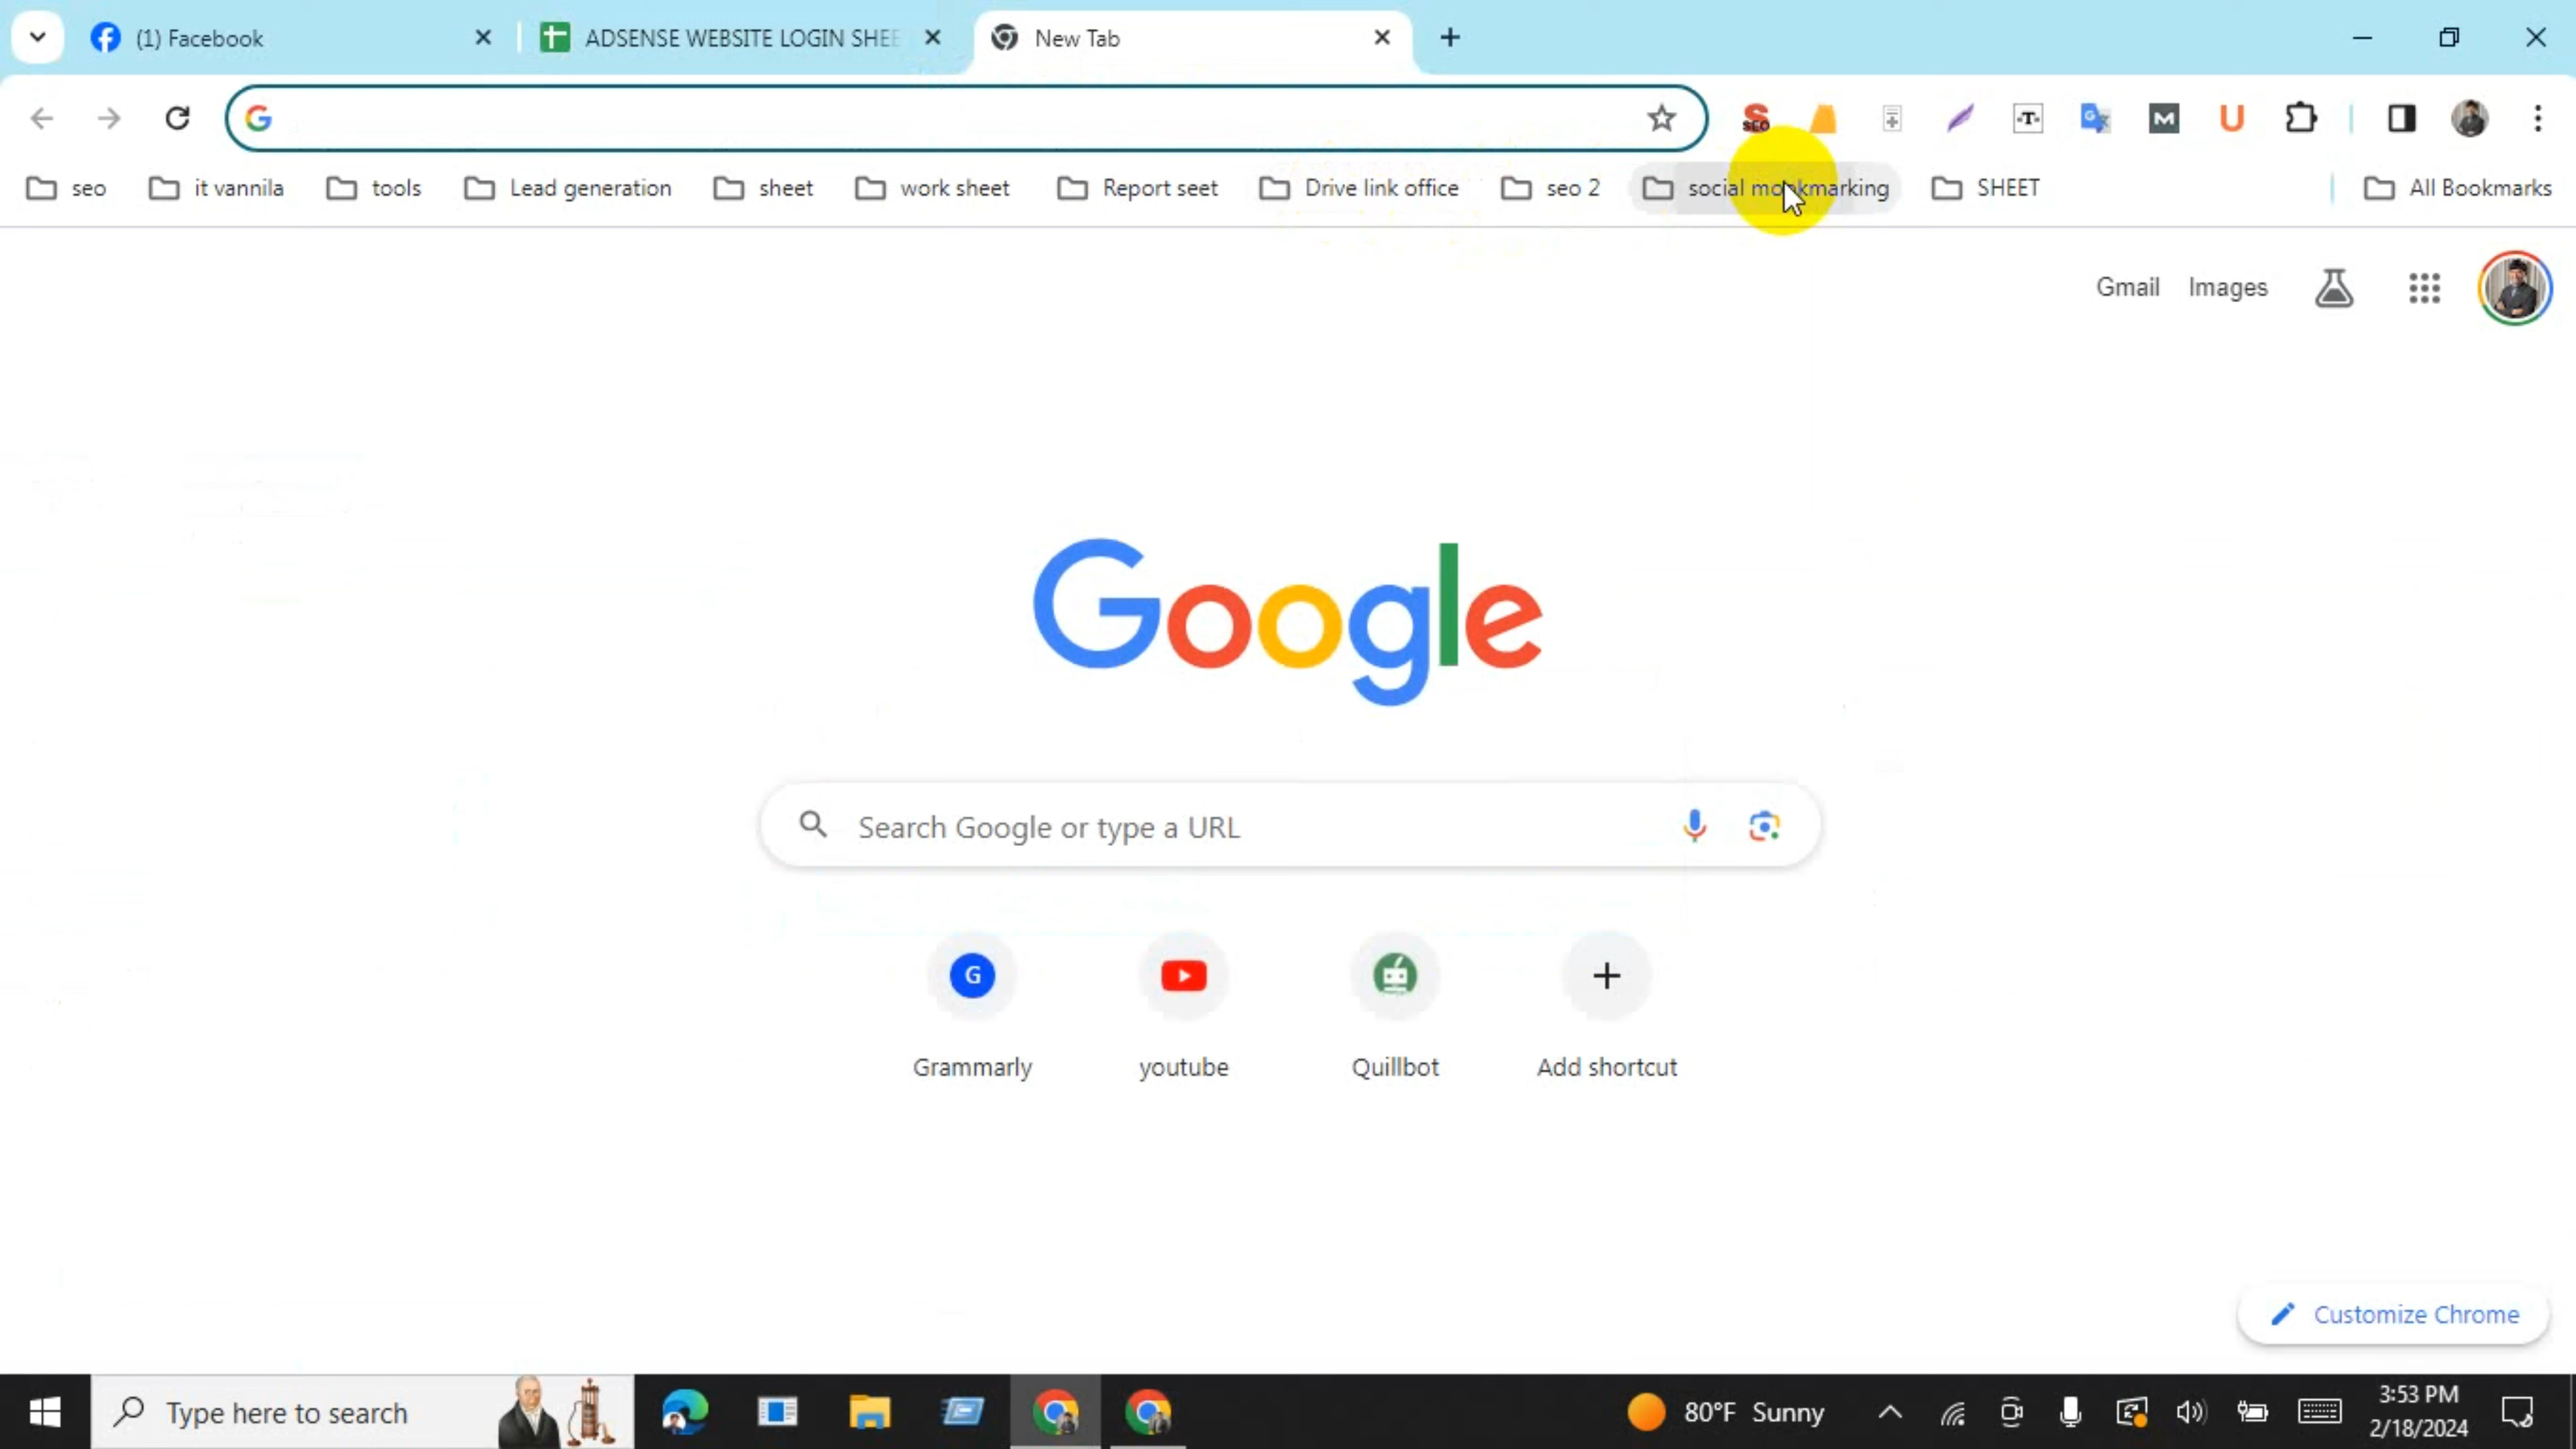 (1) Facebook
ADSENSE WEBSITE LOGIN SHEE
New Tab
G
SEO
T
G
M
U
seo
it vannila
tools
Lead generation
sheet
work sheet
Report seet
Drive link office
seo 2
social mookmarking
SHEET
All Bookmarks
Gmail
Images
Google
Search Google or type a URL
G
Grammarly
youtube
Quillbot
Add shortcut
Customize Chrome
Type here to search
80°F Sunny
3:53 PM
2/18/2024